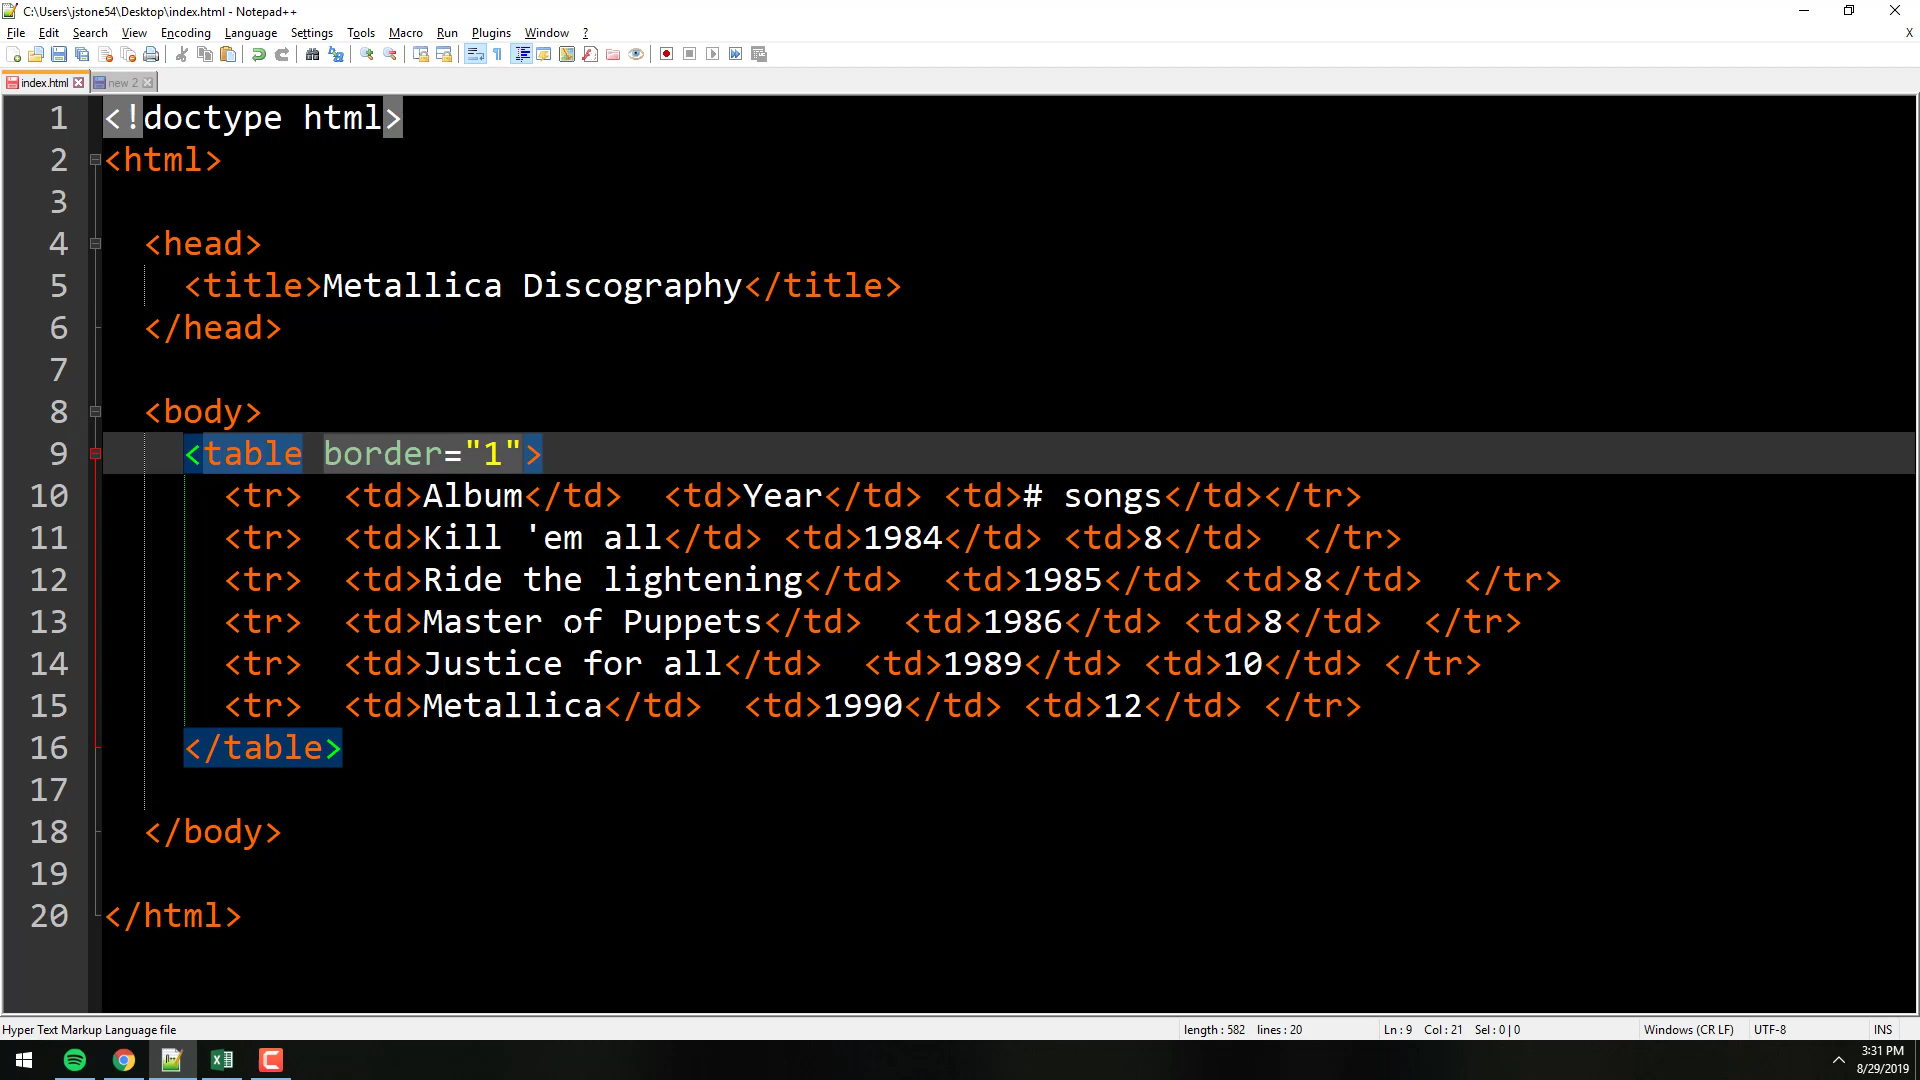 C:\Users\jstone54\Desktop\index.html - Notepad++
File Edit Search View Encoding Language Settings Tools Macro Run Plugins Window ? X
index.html new 2
1 <!doctype html>
2 <html>
3
4 <head>
5 <title>Metallica Discography</title>
6 </head>
7
8 <body>
9 <table border="1">
10 <tr> <td>Album</td> <td>Year</td> <td># songs</td></tr>
11 <tr> <td>Kill 'em all</td> <td>1984</td> <td>8</td> </tr>
12 <tr> <td>Ride the lightening</td> <td>1985</td> <td>8</td> </tr>
13 <tr> <td>Master of Puppets</td> <td>1986</td> <td>8</td> </tr>
14 <tr> <td>Justice for all</td> <td>1989</td> <td>10</td> </tr>
15 <tr> <td>Metallica</td> <td>1990</td> <td>12</td> </tr>
16 </table>
17
18 </body>
19
20 </html>
Hyper Text Markup Language file length : 582 lines : 20 Ln : 9 Col : 21 Sel : 0 | 0 Windows (CR LF) UTF-8 INS
3:31 PM
8/29/2019